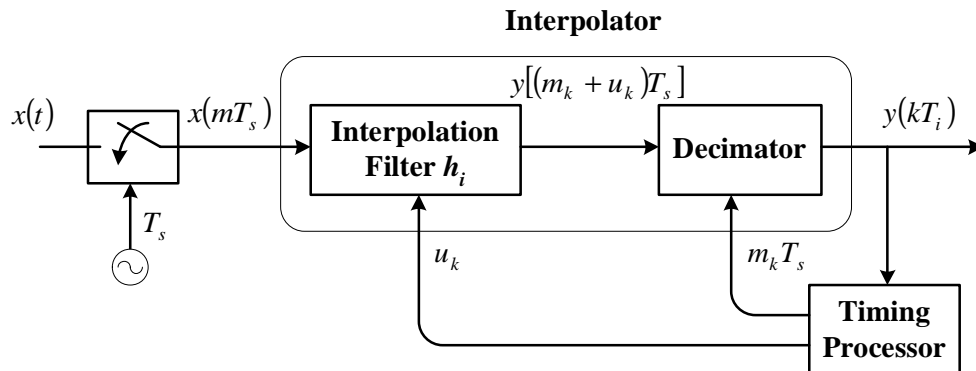 Interpolator
x(t)
x(mT_s)
y[(m_k + u_k)T_s]
y(kT_i)
Interpolation
Filter h_i
Decimator
T_s
u_k
m_kT_s
Timing
Processor